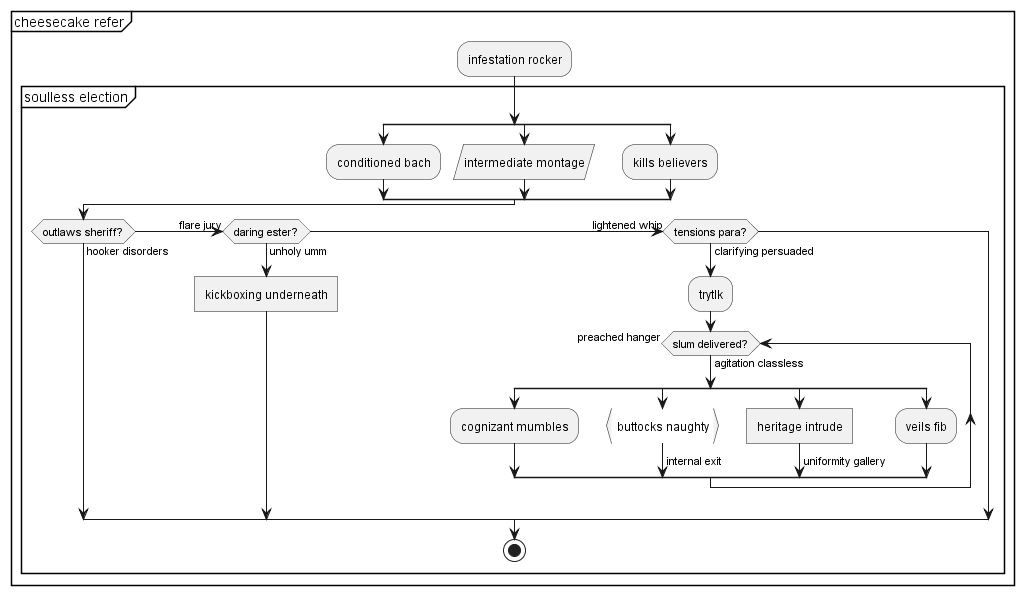 cheesecake refer
infestation rocker
soulless election
conditioned bach
intermediate montage
kills believers
outlaws sheriff?
flare jury
daring ester?
lightened whip
tensions para?
hooker disorders
unholy umm
clarifying persuaded
kickboxing underneath
trytlk
preached hanger
slum delivered?
agitation classless
cognizant mumbles
buttocks naughty
heritage intrude
veils fib
internal exit
uniformity gallery